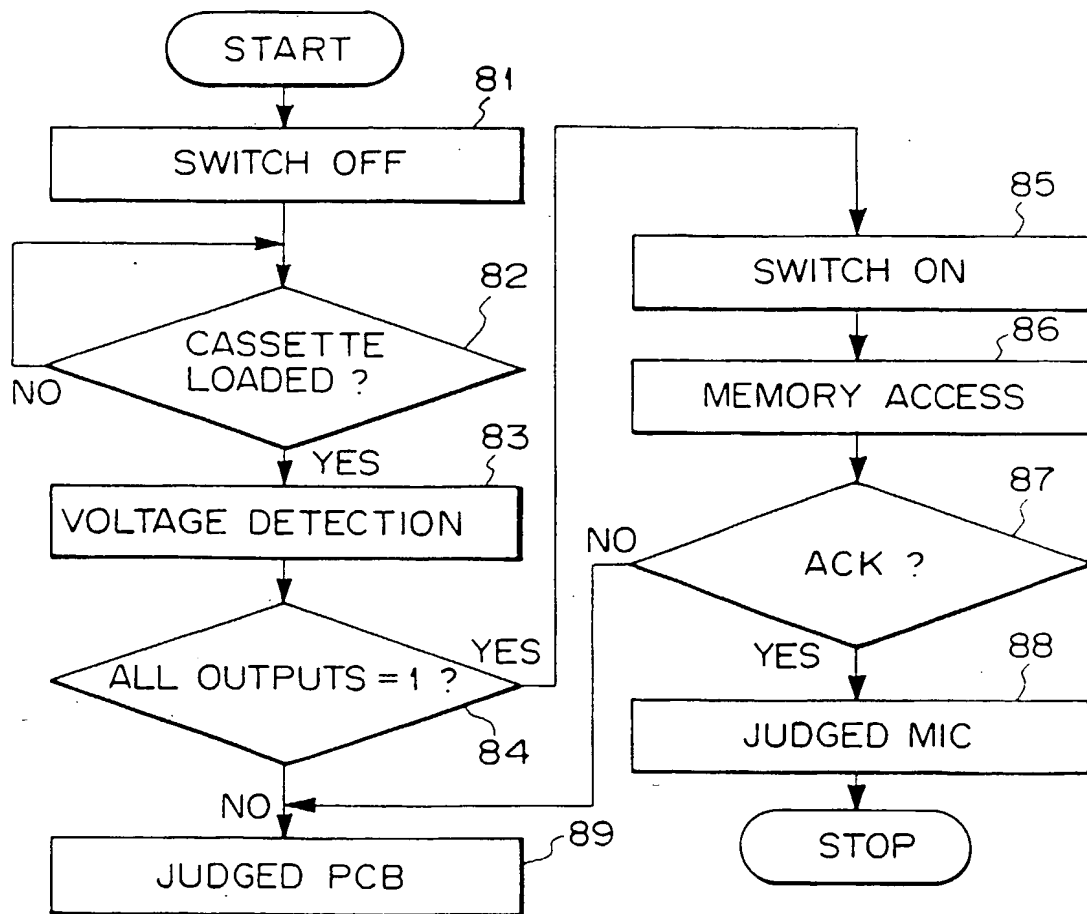 START
81
SWITCH OFF
82
CASSETTE
LOADED ?
NO
YES
83
VOLTAGE DETECTION
ALL OUTPUTS = 1 ?
YES
84
NO
89
JUDGED PCB
85
SWITCH ON
86
MEMORY ACCESS
87
NO
ACK ?
YES
88
JUDGED MIC
STOP